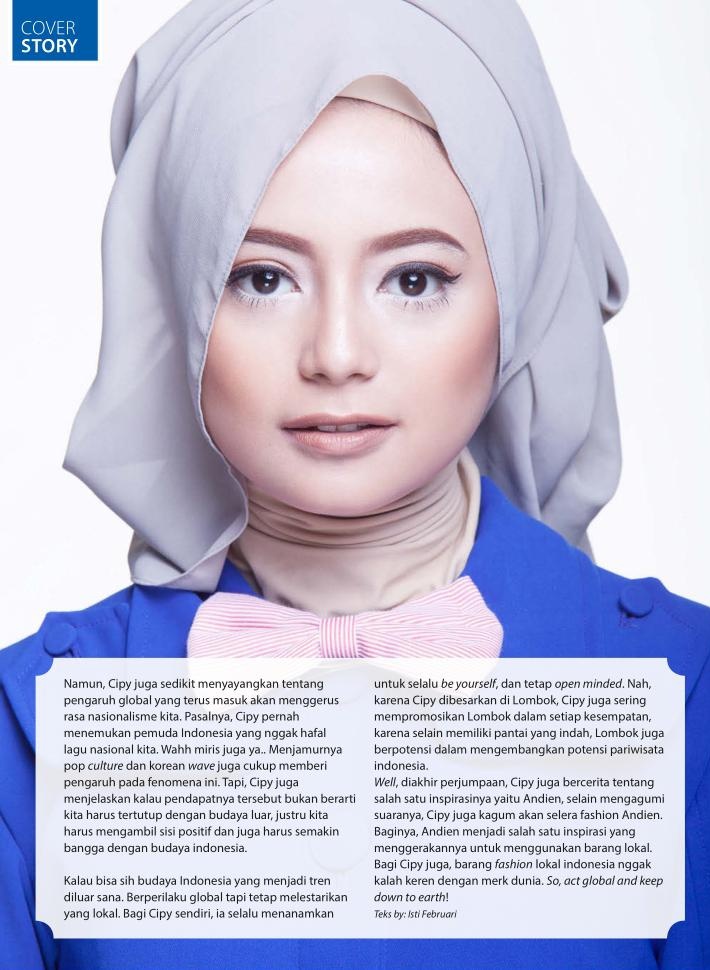 COVER
STORY
Namun, Cipy juga sedikit menyayangkan tentang
pengaruh global yang terus masuk akan menggerus
rasa nasionalisme kita. Pasalnya, Cipy pernah
menemukan pemuda Indonesia yang nggak hafal
lagu nasional kita. Wahh miris juga ya.. Menjamurnya
pop culture dan korean wave juga cukup memberi
pengaruh pada fenomena ini. Tapi, Cipy juga
menjelaskan kalau pendapatnya tersebut bukan berarti
kita harus tertutup dengan budaya luar, justru kita
harus mengambil sisi positif dan juga harus semakin
bangga dengan budaya indonesia.
Kalau bisa sih budaya Indonesia yang menjadi tren
diluar sana. Berperilaku global tapi tetap melestarikan
yang lokal. Bagi Cipy sendiri, ia selalu menanamkan
untuk selalu be yourself, dan tetap open minded. Nah,
karena Cipy dibesarkan di Lombok, Cipy juga sering
mempromosikan Lombok dalam setiap kesempatan,
karena selain memiliki pantai yang indah, Lombok juga
berpotensi dalam mengembangkan potensi pariwisata
indonesia.
Well, diakhir perjumpaan, Cipy juga bercerita tentang
salah satu inspirasinya yaitu Andien, selain mengagumi
suaranya, Cipy juga kagum akan selera fashion Andien.
Baginya, Andien menjadi salah satu inspirasi yang
menggerakannya untuk menggunakan barang lokal.
Bagi Cipy juga, barang fashion lokal indonesia nggak
kalah keren dengan merk dunia. So, act global and keep
down to earth!
Teks by: Isti Februari